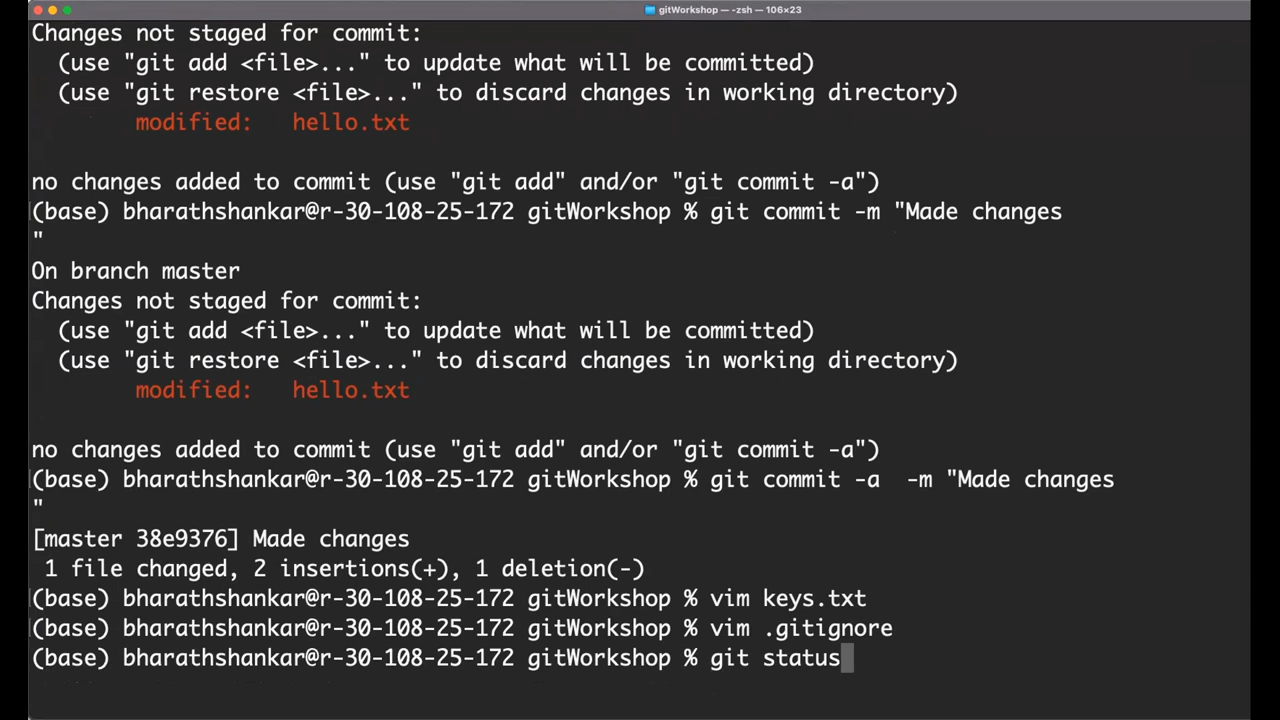 gitWorkshop — -zsh — 106×23
Changes not staged for commit:
  (use "git add <file>..." to update what will be committed)
  (use "git restore <file>..." to discard changes in working directory)
        modified:   hello.txt
no changes added to commit (use "git add" and/or "git commit -a")
(base) bharathshankar@r-30-108-25-172 gitWorkshop % git commit -m "Made changes
"
On branch master
Changes not staged for commit:
  (use "git add <file>..." to update what will be committed)
  (use "git restore <file>..." to discard changes in working directory)
        modified:   hello.txt
no changes added to commit (use "git add" and/or "git commit -a")
(base) bharathshankar@r-30-108-25-172 gitWorkshop % git commit -a  -m "Made changes
"
[master 38e9376] Made changes
 1 file changed, 2 insertions(+), 1 deletion(-)
(base) bharathshankar@r-30-108-25-172 gitWorkshop % vim keys.txt
(base) bharathshankar@r-30-108-25-172 gitWorkshop % vim .gitignore
(base) bharathshankar@r-30-108-25-172 gitWorkshop % git status